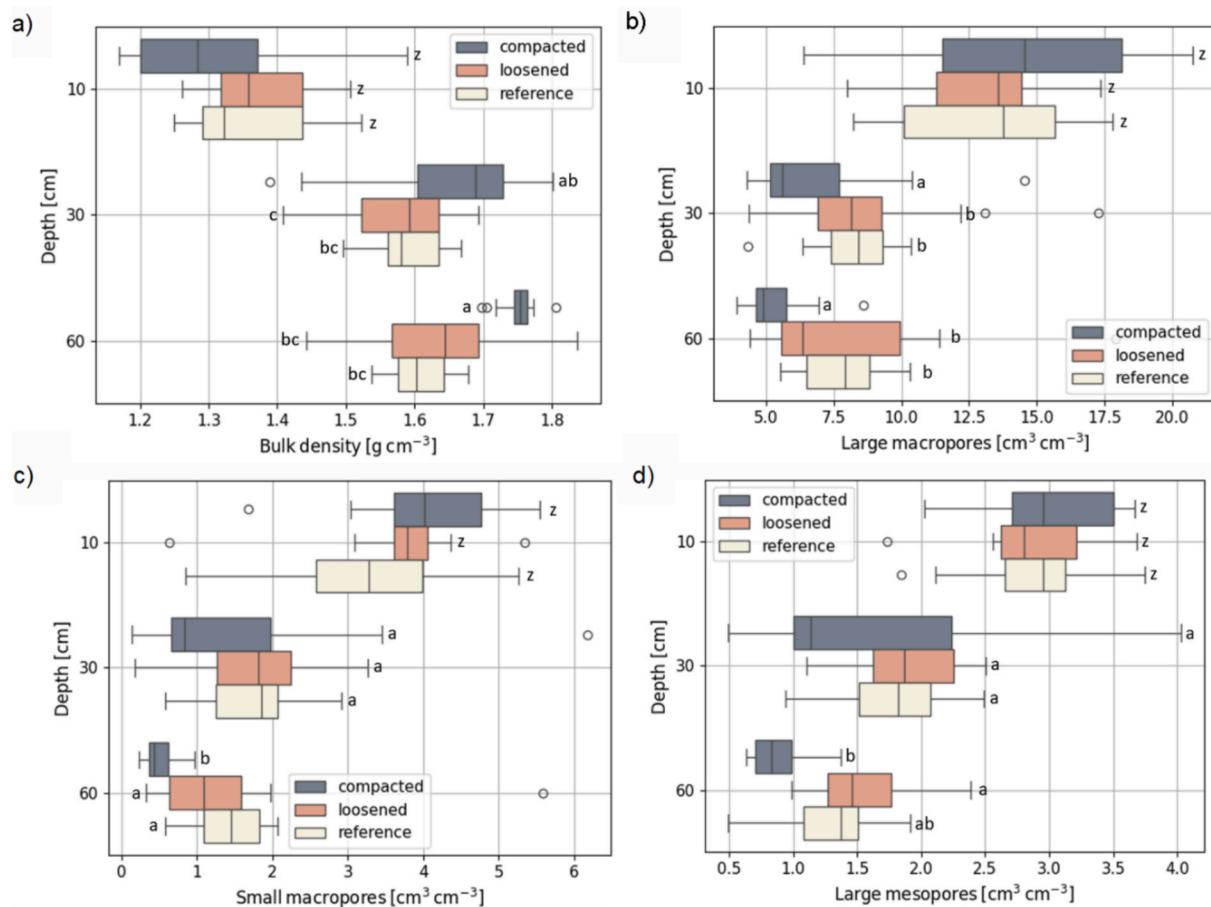 a)
compacted
loosened
reference
z
z
z
ab
c
bc
a
bc
bc
10
30
60
Depth [cm]
1.2 1.3 1.4 1.5 1.6 1.7 1.8
Bulk density [g cm⁻³]
b)
z
z
z
a
b
b
a
b
b
compacted
loosened
reference
10
30
60
Depth [cm]
5.0 7.5 10.0 12.5 15.0 17.5 20.0
Large macropores [cm³ cm⁻³]
c)
z
z
z
a
a
a
b
a
a
compacted
loosened
reference
10
30
60
Depth [cm]
0 1 2 3 4 5 6
Small macropores [cm³ cm⁻³]
d)
compacted
loosened
reference
z
z
z
a
a
a
b
a
ab
10
30
60
Depth [cm]
0.5 1.0 1.5 2.0 2.5 3.0 3.5 4.0
Large mesopores [cm³ cm⁻³]